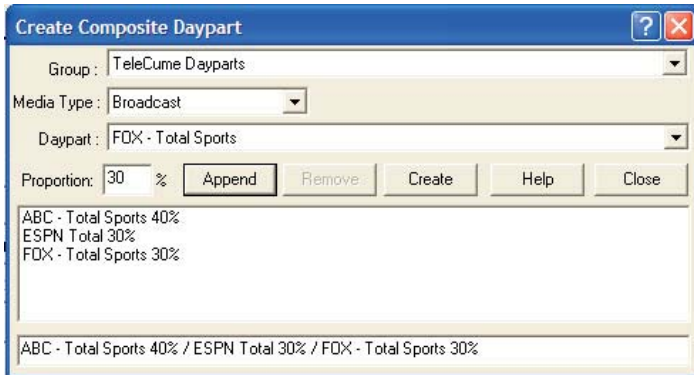 Create Composite Daypart
Group : TeleCume Dayparts
Media Type : Broadcast
Daypart : FOX - Total Sports
Proportion: 30 % Append Remove Create Help Close
ABC - Total Sports 40%
ESPN Total 30%
FOX - Total Sports 30%
ABC - Total Sports 40% / ESPN Total 30% / FOX - Total Sports 30%